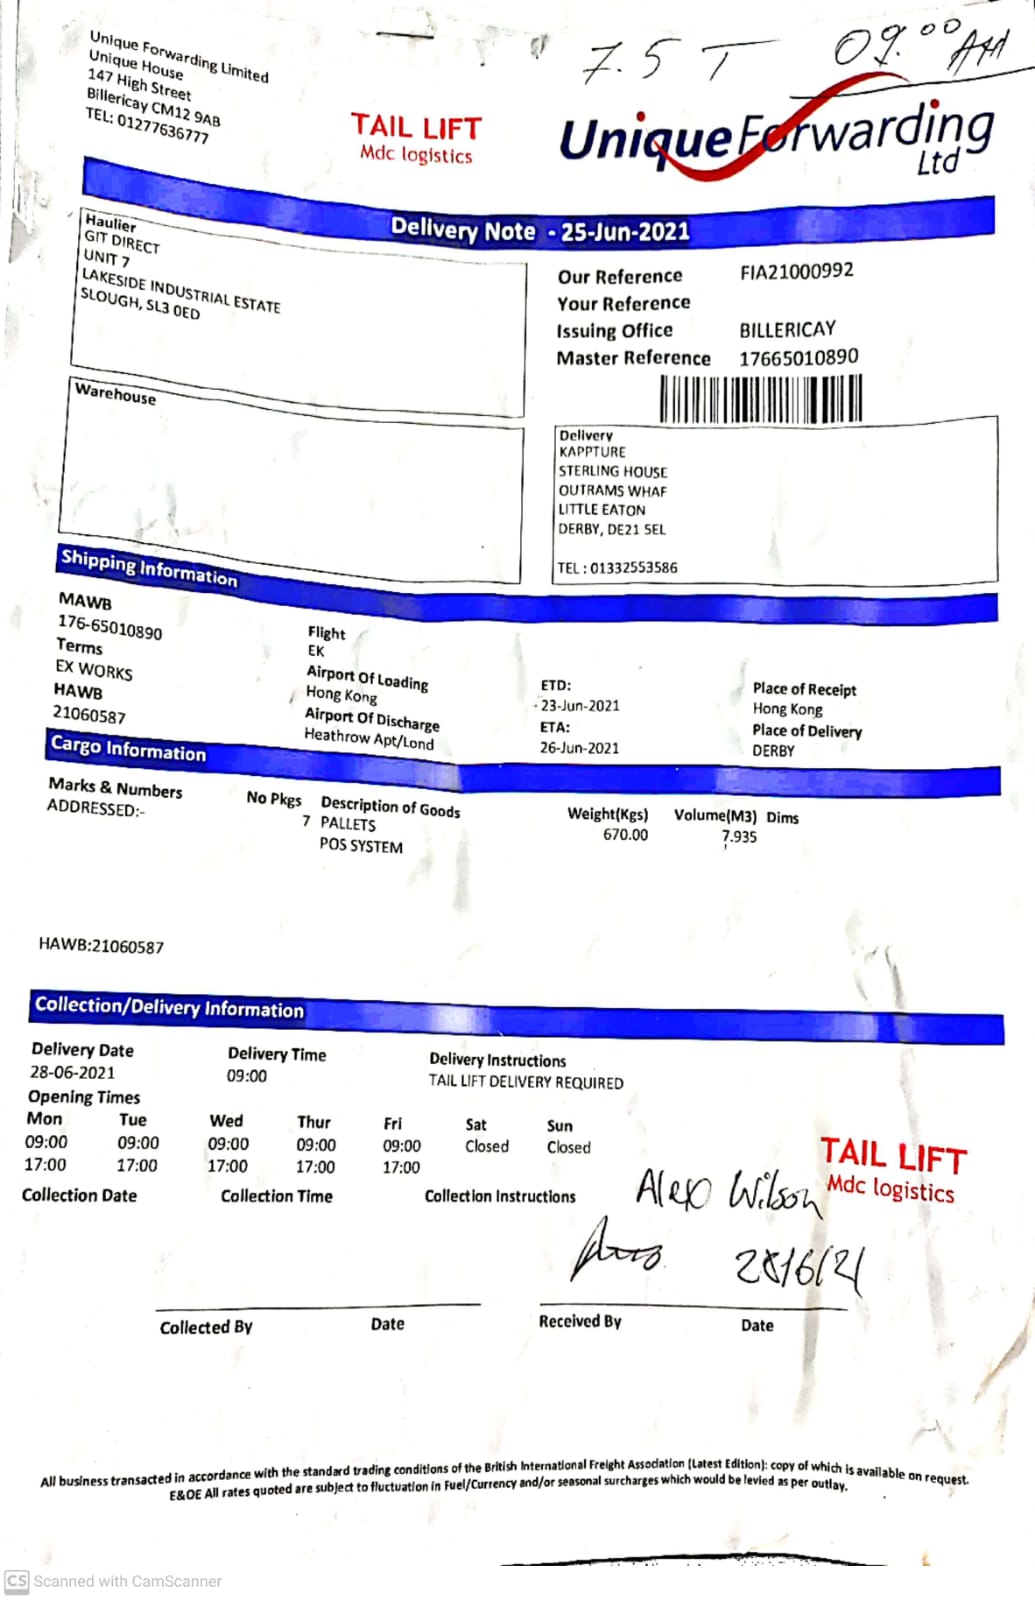 Unique Forwarding Limited
Unique House
147 High Street
Billericay CM12 9AB
TEL: 01277636777
TAIL LIFT
Mdc logistics
7.5 T 09.00 AM
UniqueForwarding
Ltd
Delivery Note - 25-Jun-2021
Haulier
GIT DIRECT
UNIT 7
LAKESIDE INDUSTRIAL ESTATE
SLOUGH, SL3 0ED
Our Reference FIA21000992
Your Reference
Issuing Office BILLERICAY
Master Reference 17665010890
Warehouse
Delivery
KAPPTURE
STERLING HOUSE
OUTRAMS WHAF
LITTLE EATON
DERBY, DE21 5EL
TEL : 01332553586
Shipping Information
MAWB
176-65010890
Terms
EX WORKS
HAWB
21060587
Flight
EK
Airport Of Loading
Hong Kong
Airport Of Discharge
Heathrow Apt/Lond
ETD:
23-Jun-2021
ETA:
26-Jun-2021
Place of Receipt
Hong Kong
Place of Delivery
DERBY
Cargo Information
Marks & Numbers No Pkgs Description of Goods Weight(Kgs) Volume(M3) Dims
ADDRESSED:- 7 PALLETS 670.00 7.935
POS SYSTEM
HAWB:21060587
Collection/Delivery Information
Delivery Date Delivery Time Delivery Instructions
28-06-2021 09:00 TAIL LIFT DELIVERY REQUIRED
Opening Times
Mon Tue Wed Thur Fri Sat Sun
09:00 09:00 09:00 09:00 09:00 Closed Closed
17:00 17:00 17:00 17:00 17:00
Collection Date Collection Time Collection Instructions
TAIL LIFT
Mdc logistics
Alex Wilson
28/6/21
Collected By Date Received By Date
All business transacted in accordance with the standard trading conditions of the British International Freight Association (Latest Edition): copy of which is available on request.
E&OE All rates quoted are subject to fluctuation in Fuel/Currency and/or seasonal surcharges which would be levied as per outlay.
CS Scanned with CamScanner